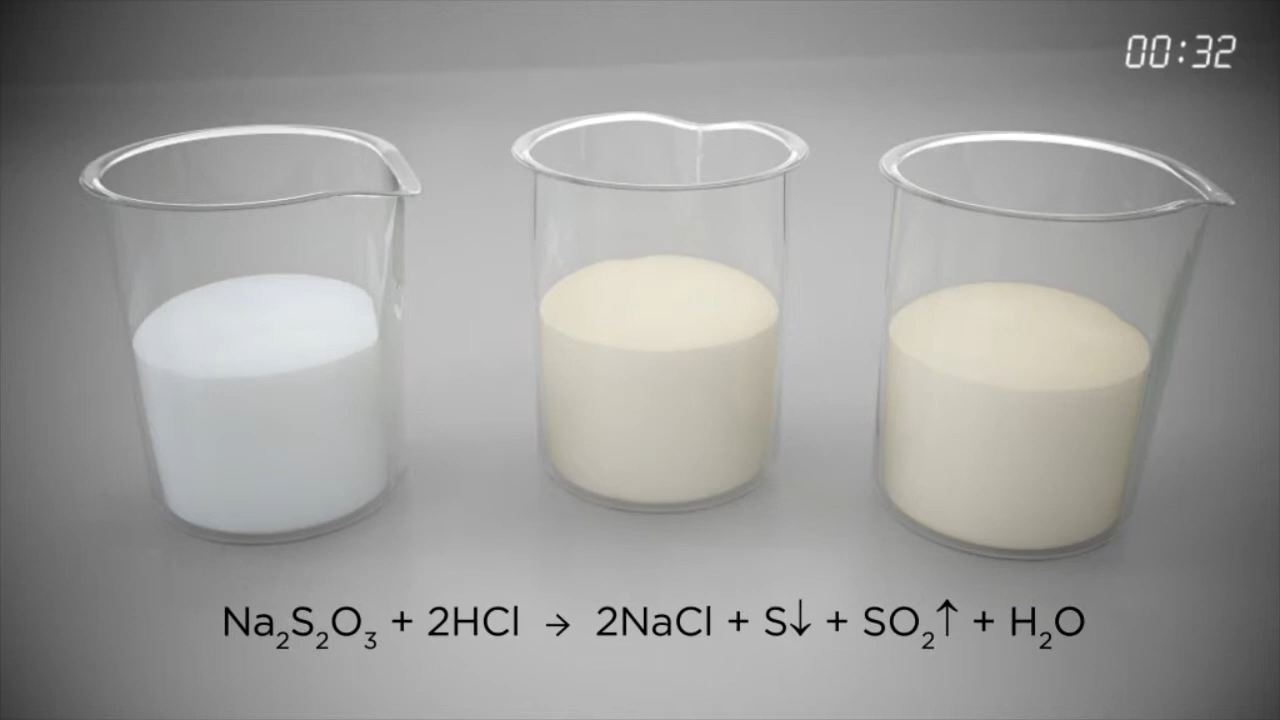 00:32
Na₂S₂O₃ + 2HCl → 2NaCl + S↓ + SO₂↑ + H₂O